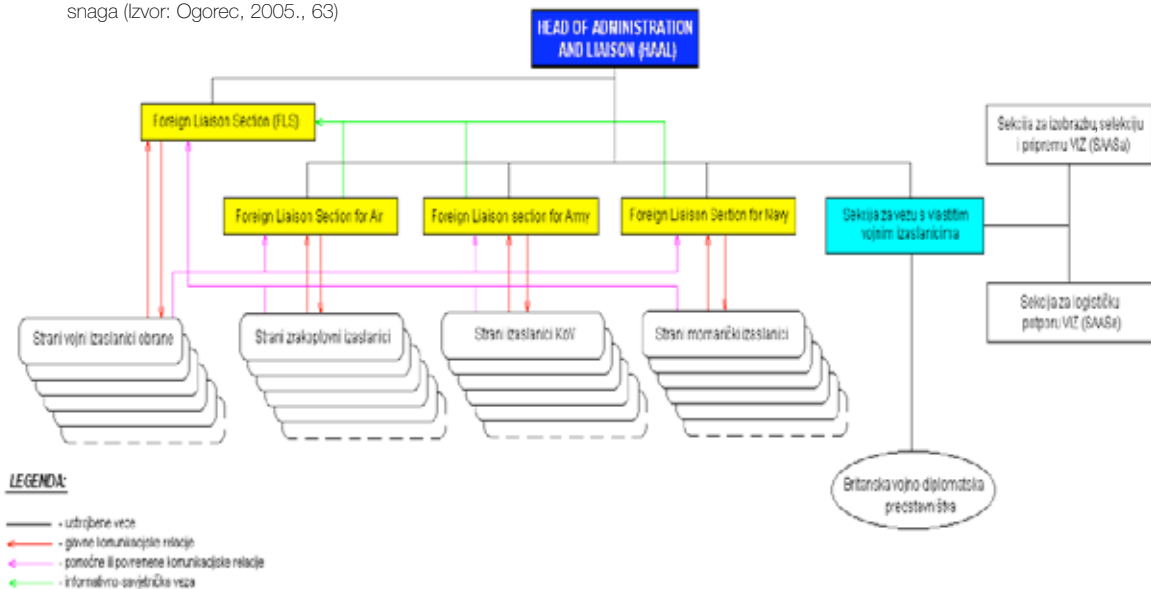 snaga (Izvor: Ogorec, 2005., 63)
HEAD OF ADMINISTRATION
AND LIAISON (HAAL)
Foreign Liaison Section (FLS)
Sekcija za izobrazbu, selekciju
i pripremu VIZ (SAASa)
Foreign Liaison Section for Air
Foreign Liaison section for Army
Foreign Liaison Section for Navy
Sekcija za vezu s vlastitim
vojnim izaslanicima
Sekcija za logističku
potporu VIZ (SAASe)
Strani vojni izaslanici obrane
Strani zrakoplovni izaslanici
Strani izaslanici KoV
Strani mornarički izaslanici
Britanska vojno diplomatska
predstavništva
LEGENDA:
- ustrojbene veze
- glavne komunikacijske relacije
- pomoćne ili povremene komunikacijske relacije
- informativno-savjetnička veza